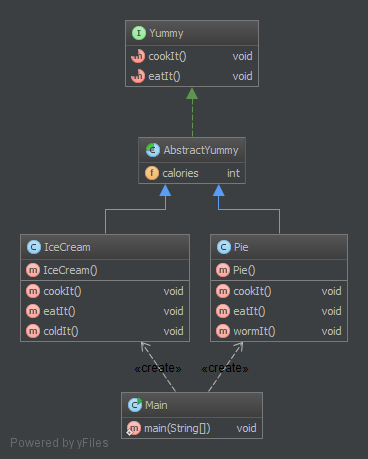 Yummy
cookIt() void
eatIt() void
AbstractYummy
calories int
IceCream
IceCream()
cookIt() void
eatIt() void
coldIt() void
Pie
Pie()
cookIt() void
eatIt() void
wormIt() void
«create» «create»
Main
main(String[]) void
Powered by yFiles